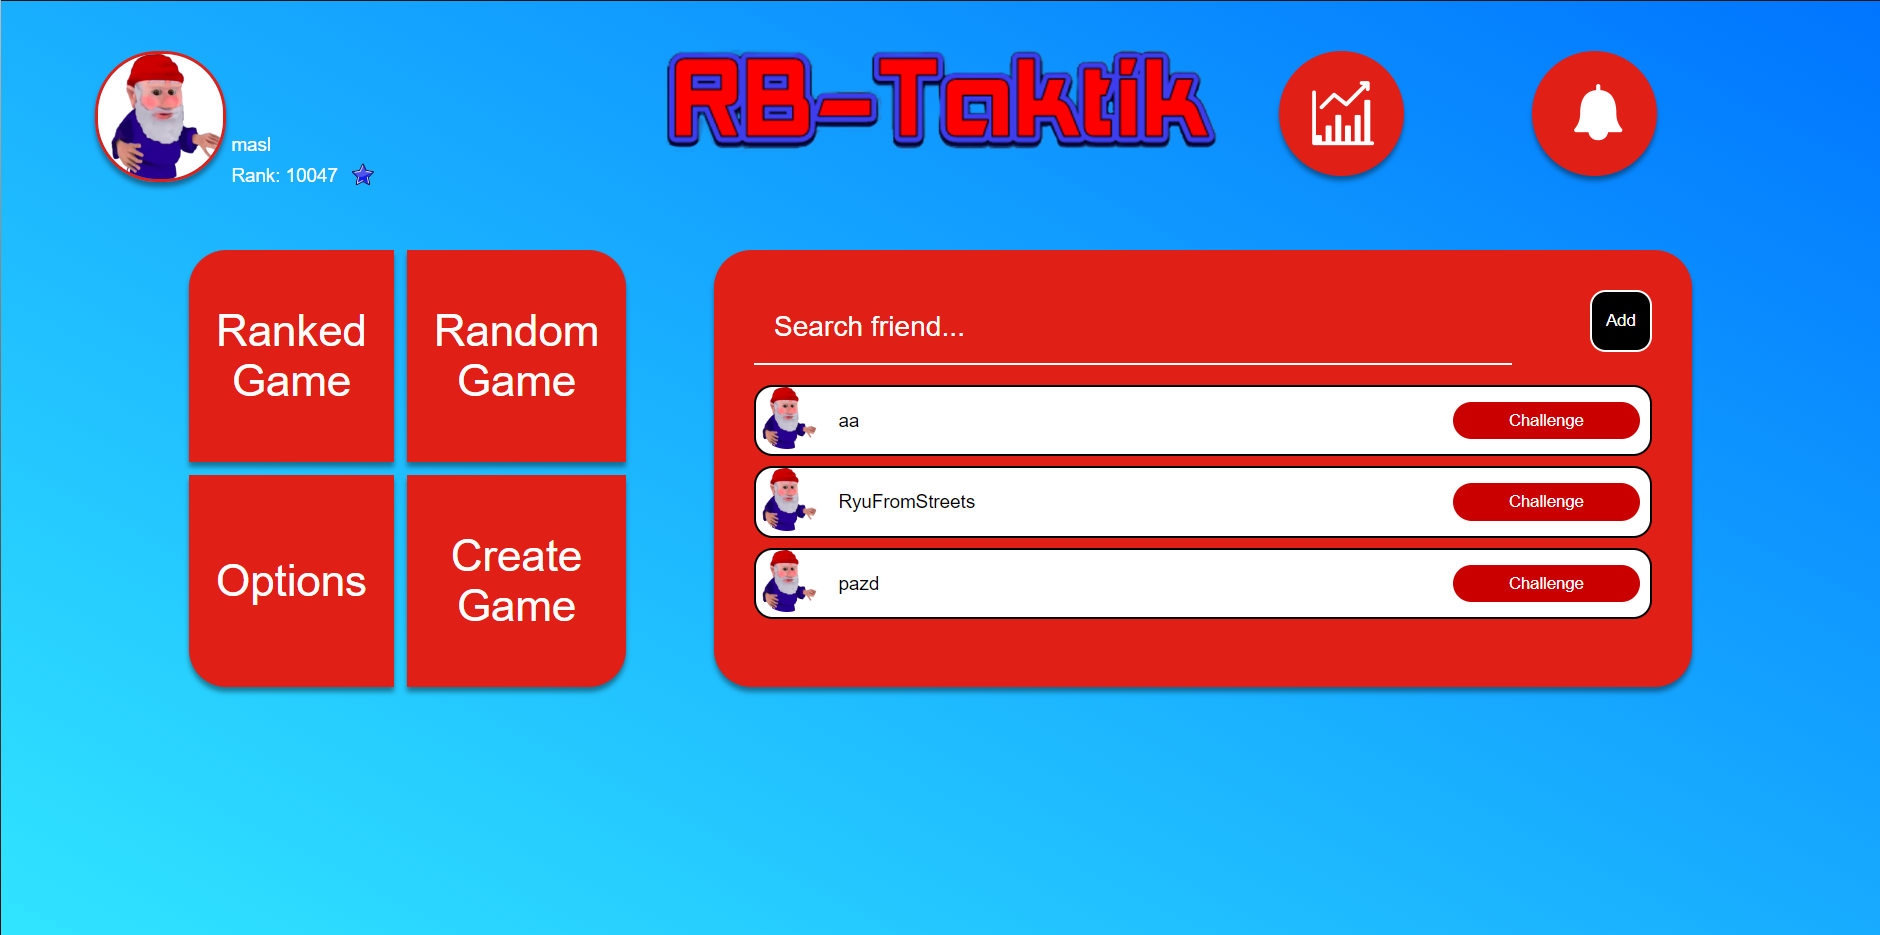 RB-Taktik
masl
Rank: 10047
Ranked
Game
Random
Game
Options
Create
Game
Search friend...
Add
aa
Challenge
RyuFromStreets
Challenge
pazd
Challenge